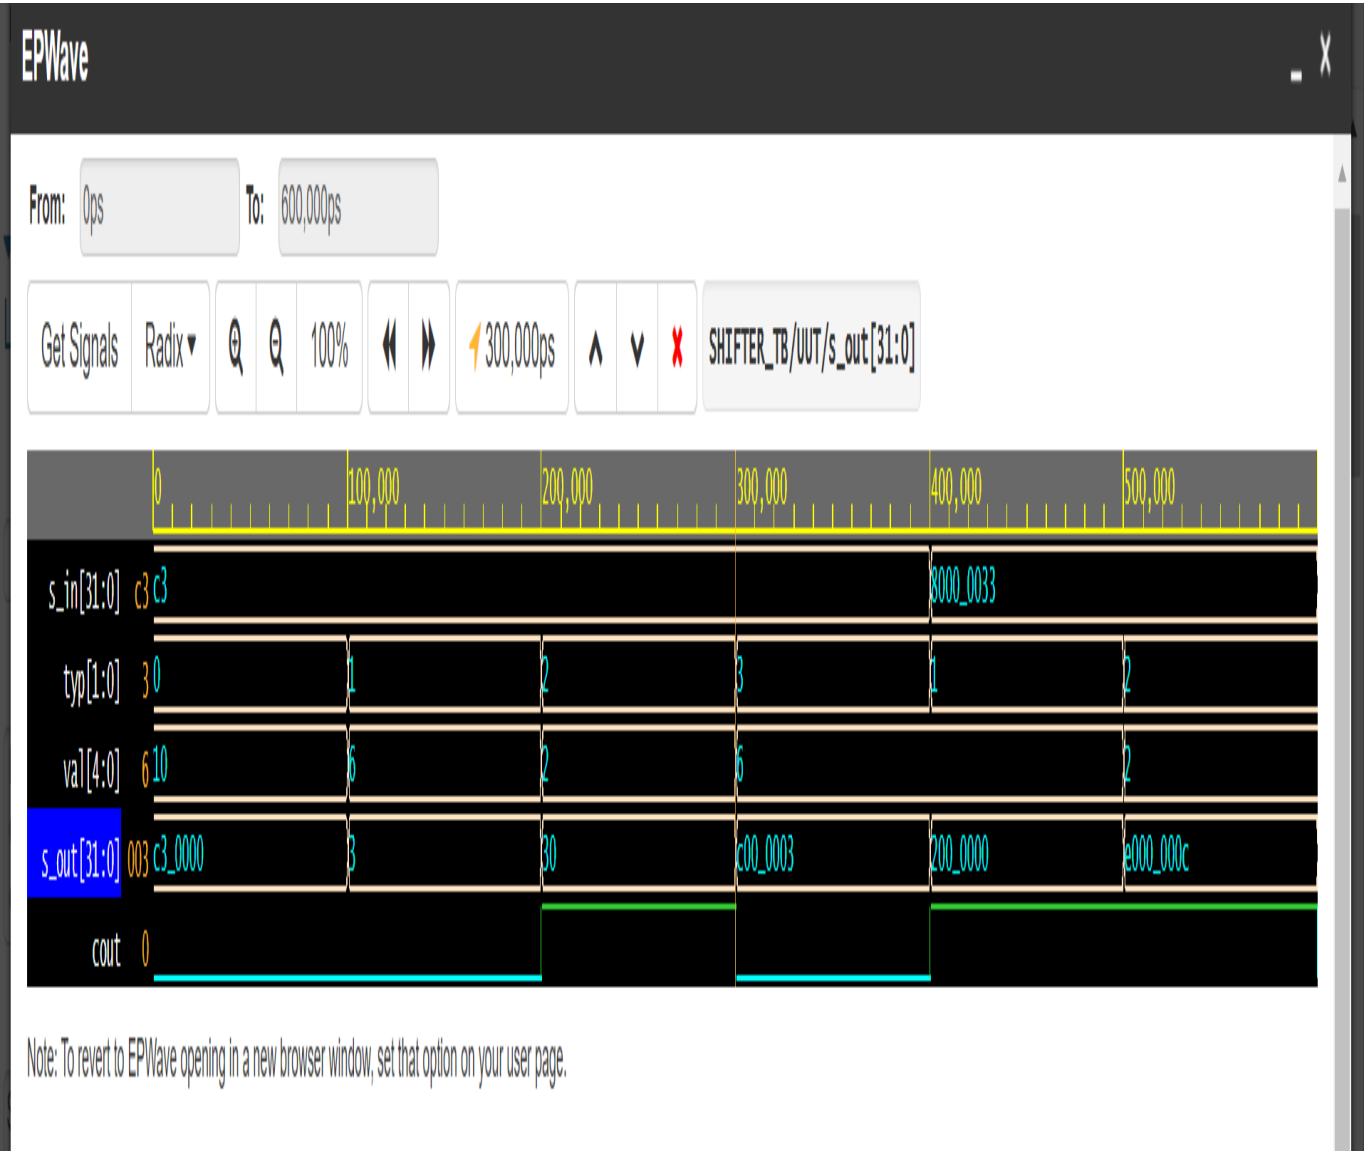 EPWave
_ X
From: 0ps To: 600,000ps
Get Signals Radix▾ 100% 300,000ps SHIFTER_TB/UUT/s_out[31:0]
0 100,000 200,000 300,000 400,000 500,000
s_in[31:0] c3 c3 8000_0033
typ[1:0] 3 0 1 2 3 1 2
val[4:0] 6 10 6 2 6 2
s_out[31:0] 003 c3_0000 3 30 c00_0003 200_0000 e000_000c
cout 0
Note: To revert to EPWave opening in a new browser window, set that option on your user page.